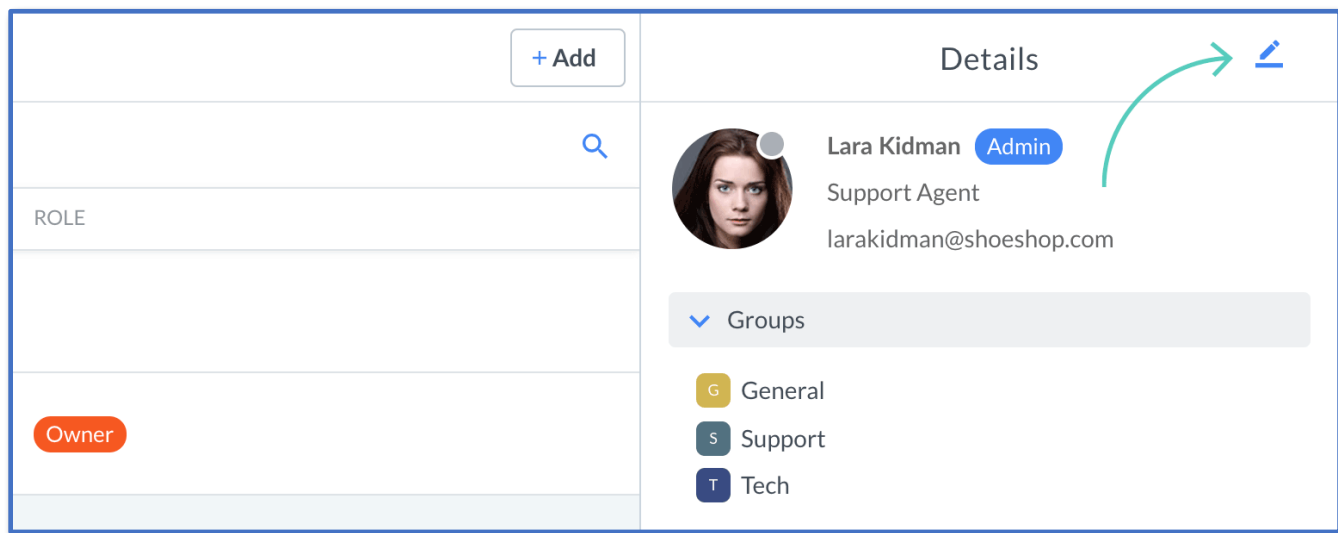 + Add
ROLE
Owner
Details
Lara Kidman Admin
Support Agent
larakidman@shoeshop.com
Groups
G General
S Support
T Tech